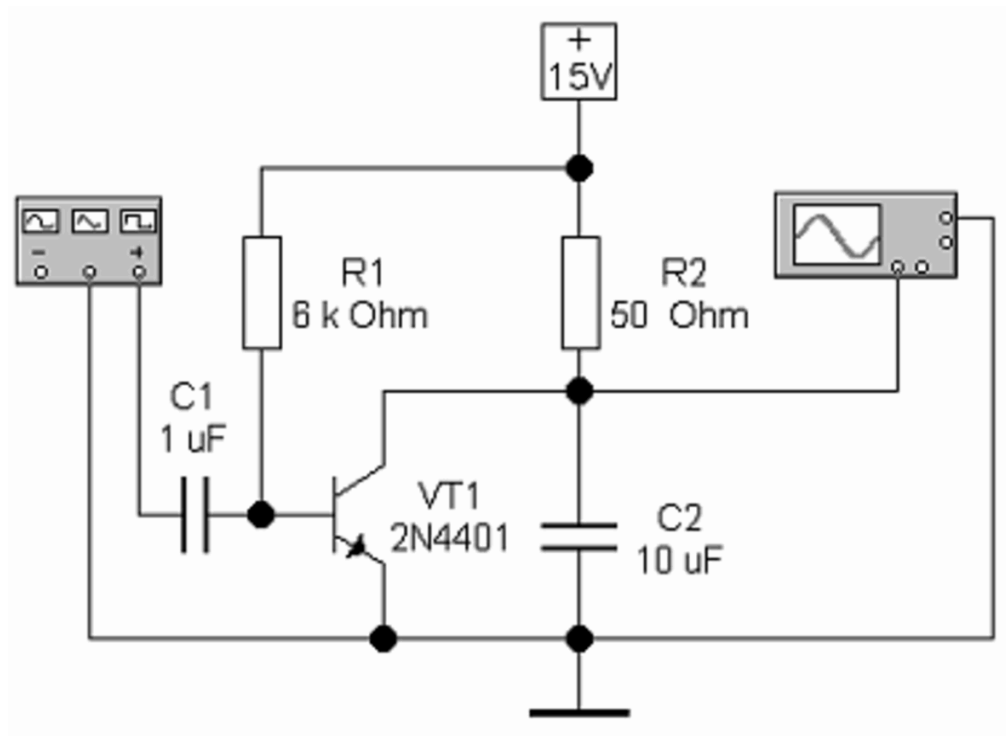 +
15V
R1
6 k Ohm
R2
50 Ohm
C1
1 uF
VT1
2N4401
C2
10 uF
- +